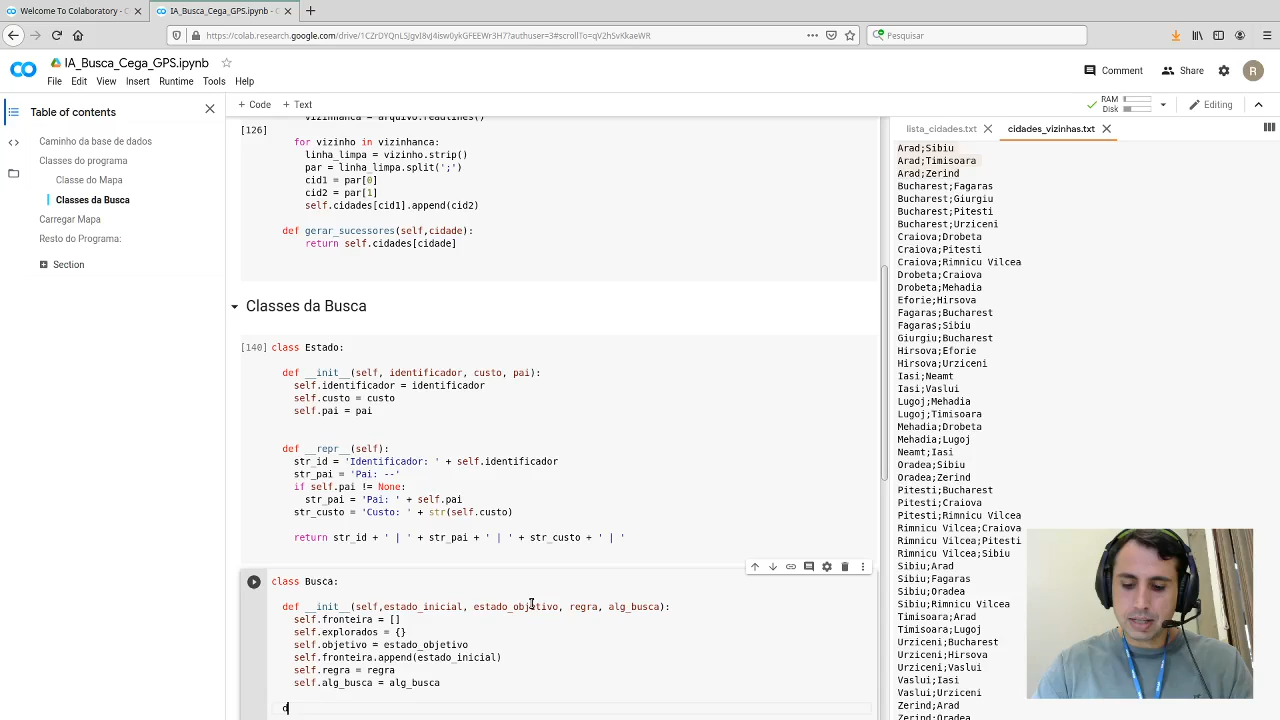 Welcome To Colaboratory - C
IA_Busca_Cega_GPS.ipynb - C
https://colab.research.google.com/drive/
Pesquisar
IA_Busca_Cega_GPS.ipynb
File Edit View Insert Runtime Tools Help
Comment
Share
R
Table of contents
+ Code + Text
RAM
Disk
Editing
Caminho da base de dados
Classes do programa
Classe do Mapa
Classes da Busca
Carregar Mapa
Resto do Programa:
Section
vizinhanca = arquivo.readlines()
[126]
for vizinho in vizinhanca:
linha_limpa = vizinho.strip()
par = linha_limpa.split(';')
cid1 = par[0]
cid2 = par[1]
self.cidades[cid1].append(cid2)
def gerar_sucessores(self,cidade):
return self.cidades[cidade]
Classes da Busca
[140] class Estado:
def __init__(self, identificador, custo, pai):
self.identificador = identificador
self.custo = custo
self.pai = pai
def __repr__(self):
str_id = 'Identificador: ' + self.identificador
str_pai = 'Pai: --'
if self.pai != None:
str_pai = 'Pai: ' + self.pai
str_custo = 'Custo: ' + str(self.custo)
return str_id + ' | ' + str_pai + ' | ' + str_custo + ' | '
class Busca:
def __init__(self,estado_inicial, estado_objetivo, regra, alg_busca):
self.fronteira = []
self.explorados = {}
self.objetivo = estado_objetivo
self.fronteira.append(estado_inicial)
self.regra = regra
self.alg_busca = alg_busca
d
lista_cidades.txt
cidades_vizinhas.txt
Arad;Sibiu
Arad;Timisoara
Arad;Zerind
Bucharest;Fagaras
Bucharest;Giurgiu
Bucharest;Pitesti
Bucharest;Urziceni
Craiova;Drobeta
Craiova;Pitesti
Craiova;Rimnicu Vilcea
Drobeta;Craiova
Drobeta;Mehadia
Eforie;Hirsova
Fagaras;Bucharest
Fagaras;Sibiu
Giurgiu;Bucharest
Hirsova;Eforie
Hirsova;Urziceni
Iasi;Neamt
Iasi;Vaslui
Lugoj;Mehadia
Lugoj;Timisoara
Mehadia;Drobeta
Mehadia;Lugoj
Neamt;Iasi
Oradea;Sibiu
Oradea;Zerind
Pitesti;Bucharest
Pitesti;Craiova
Pitesti;Rimnicu Vilcea
Rimnicu Vilcea;Craiova
Rimnicu Vilcea;Pitesti
Rimnicu Vilcea;Sibiu
Sibiu;Arad
Sibiu;Fagaras
Sibiu;Oradea
Sibiu;Rimnicu Vilcea
Timisoara;Arad
Timisoara;Lugoj
Urziceni;Bucharest
Urziceni;Hirsova
Urziceni;Vaslui
Vaslui;Iasi
Vaslui;Urziceni
Zerind;Arad
Zerind;Oradea